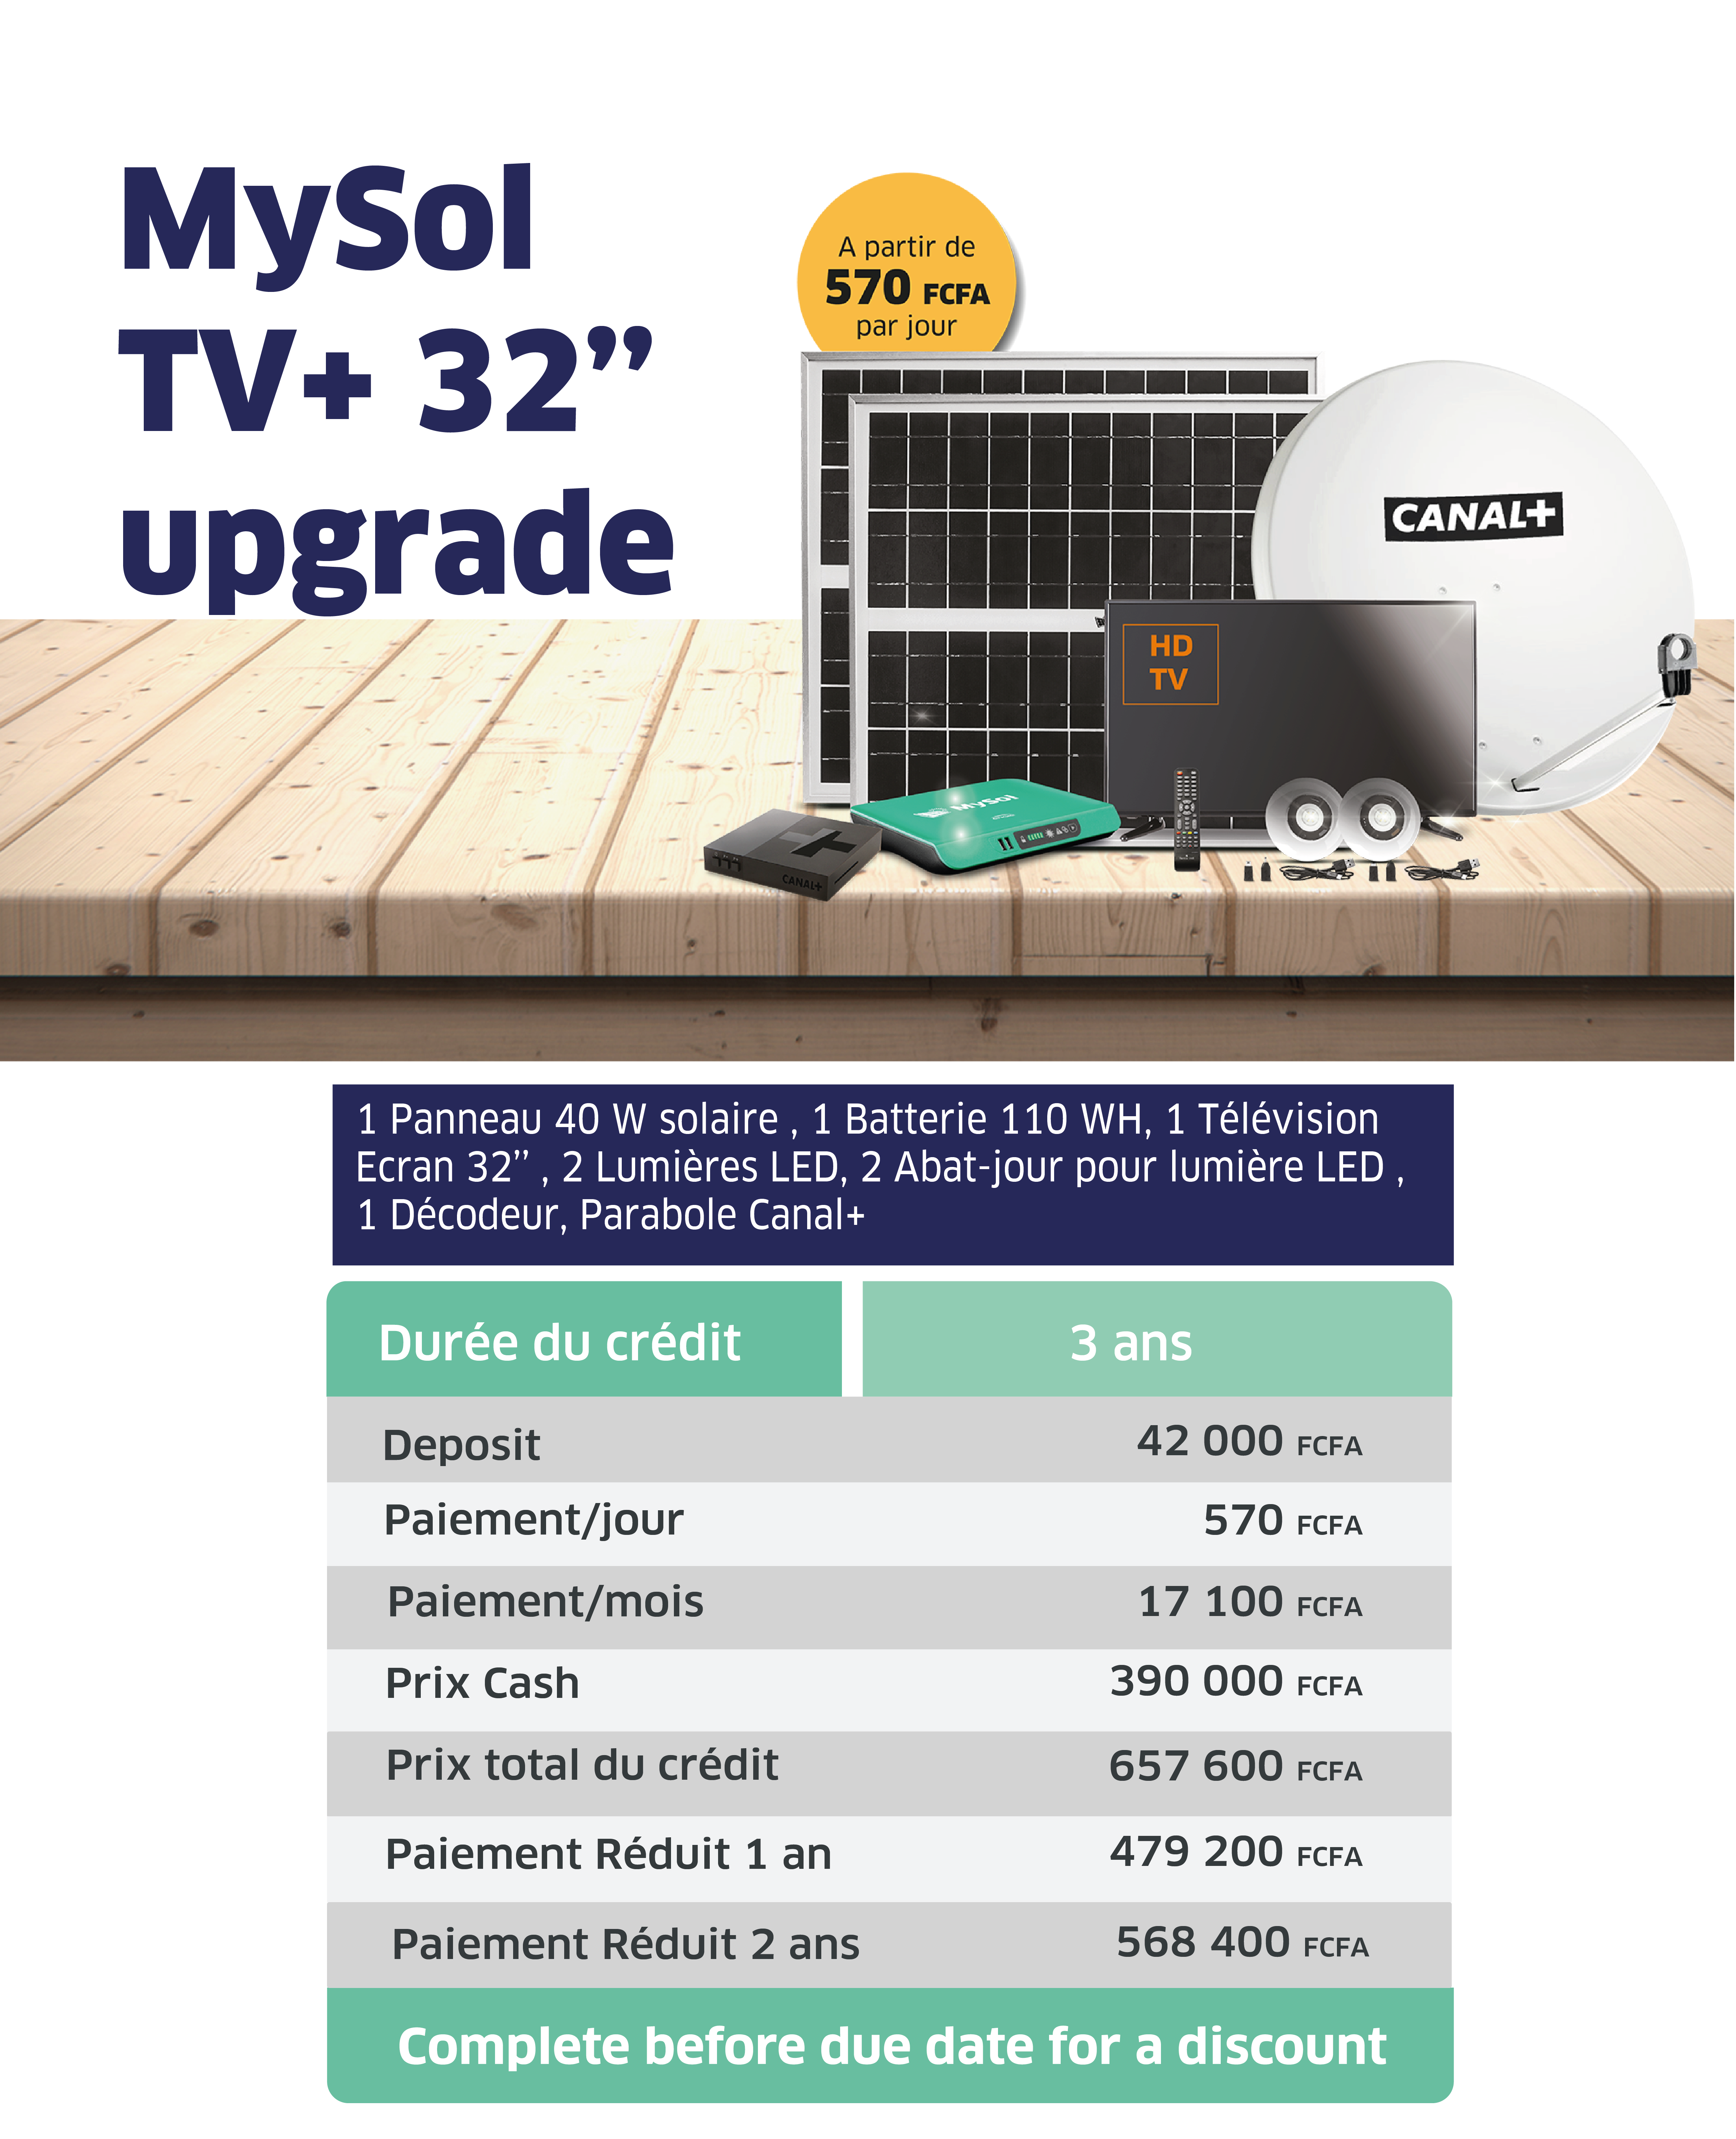 MySol
TV+ 32”
upgrade
A partir de
570 FCFA
par jour
CANAL+
HD
TV
MySol
CANAL+
1 Panneau 40 W solaire , 1 Batterie 110 WH, 1 Télévision
Ecran 32” , 2 Lumières LED, 2 Abat-jour pour lumière LED ,
1 Décodeur, Parabole Canal+
Durée du crédit 3 ans
Deposit 42 000 FCFA
Paiement/jour 570 FCFA
Paiement/mois 17 100 FCFA
Prix Cash 390 000 FCFA
Prix total du crédit 657 600 FCFA
Paiement Réduit 1 an 479 200 FCFA
Paiement Réduit 2 ans 568 400 FCFA
Complete before due date for a discount